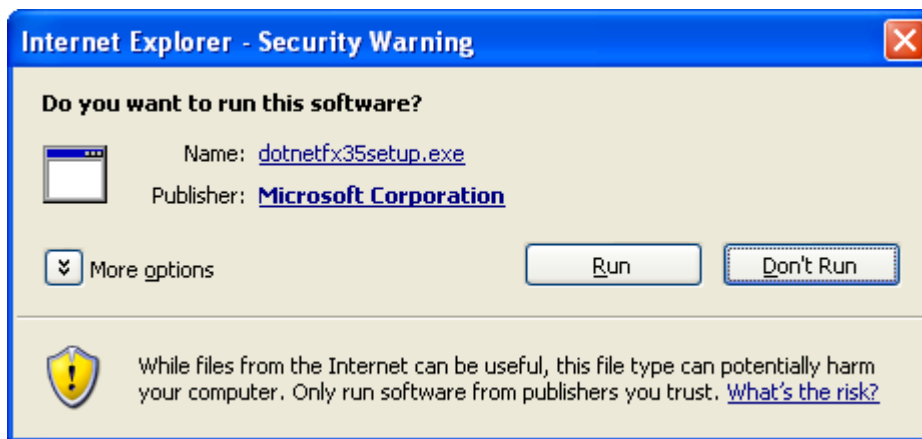 Internet Explorer - Security Warning
Do you want to run this software?
Name: dotnetfx35setup.exe
Publisher: Microsoft Corporation
More options
Run
Don't Run
While files from the Internet can be useful, this file type can potentially harm
your computer. Only run software from publishers you trust. What's the risk?